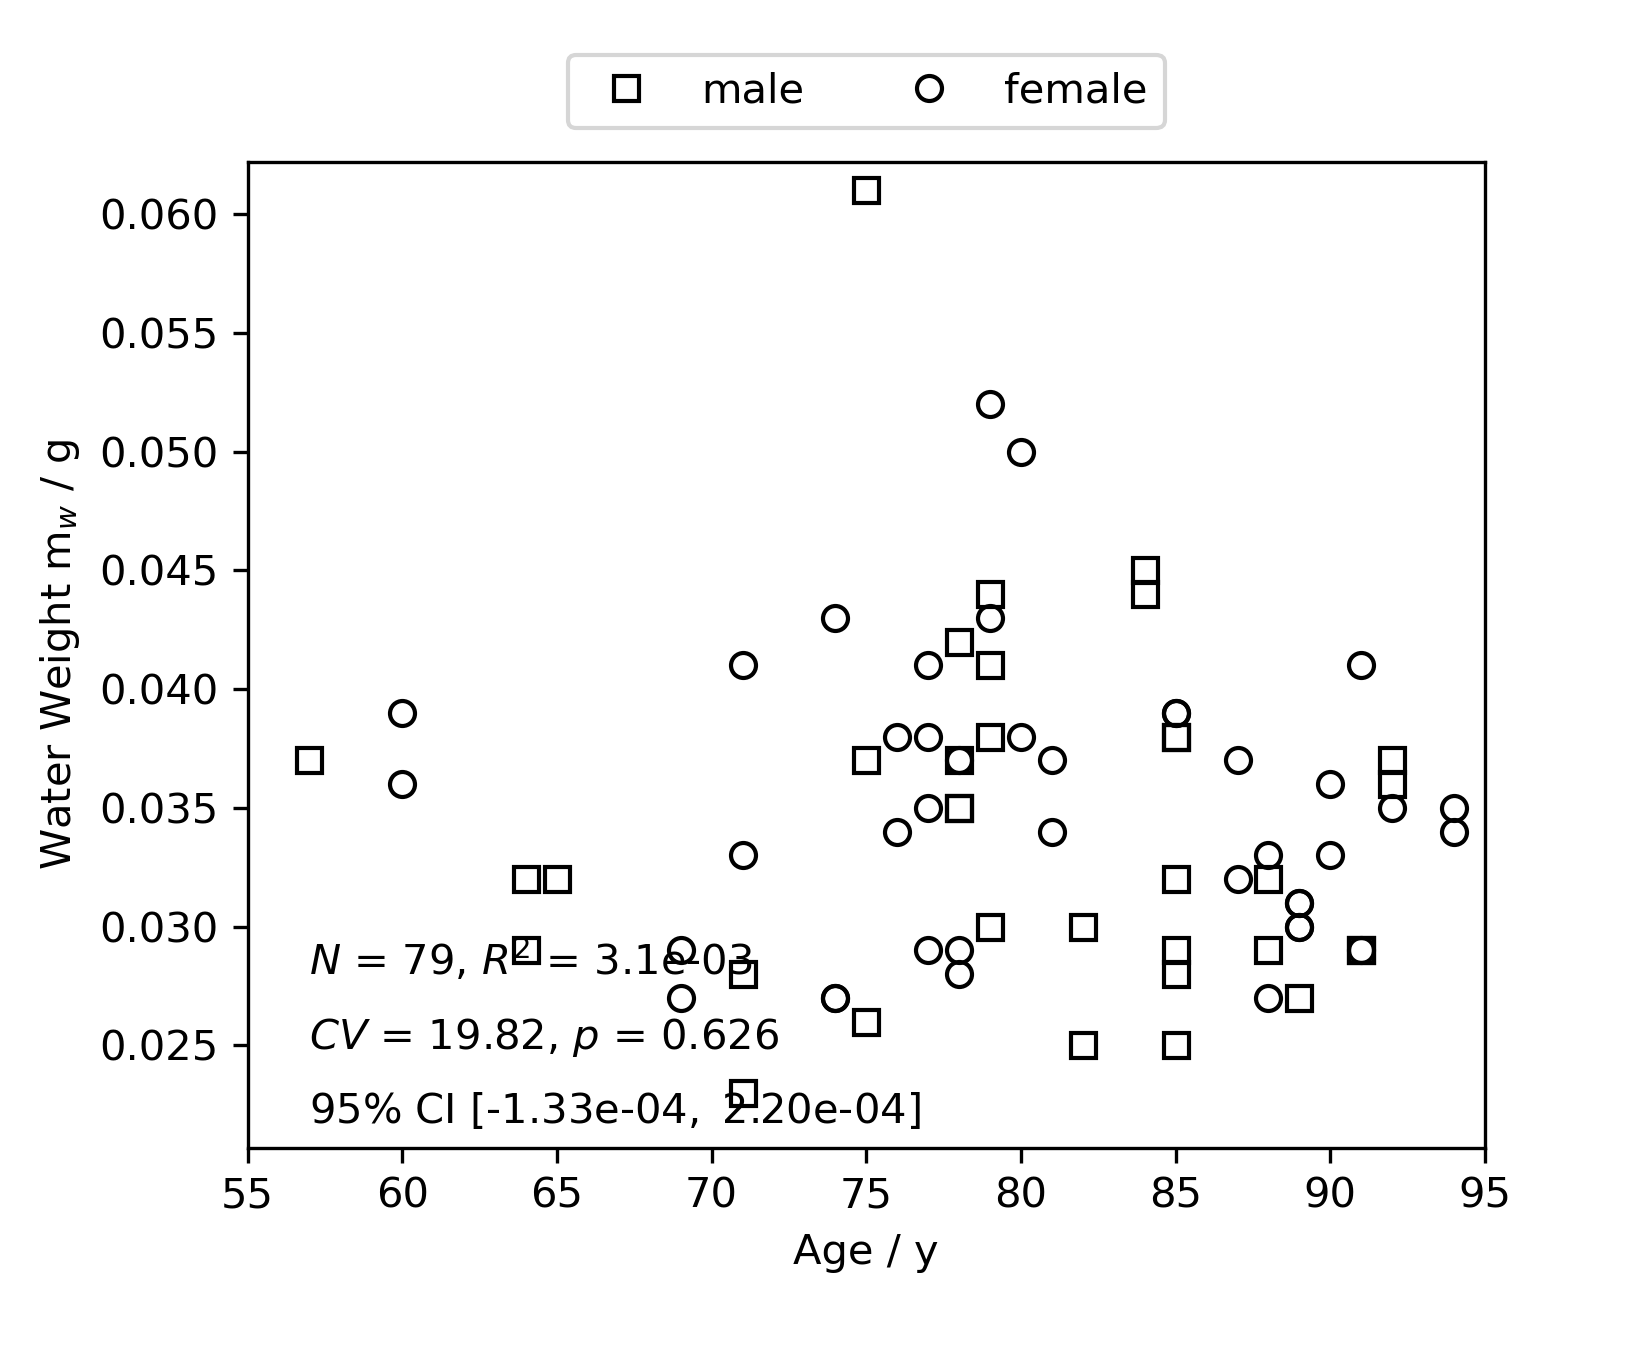 male female
0.060
0.055
0.050
0.045
0.040
0.035
0.030
0.025
Water Weight m_w / g
N = 79, R² = 3.1e-03
CV = 19.82, p = 0.626
95% CI [-1.33e-04, 2.20e-04]
55 60 65 70 75 80 85 90 95
Age / y